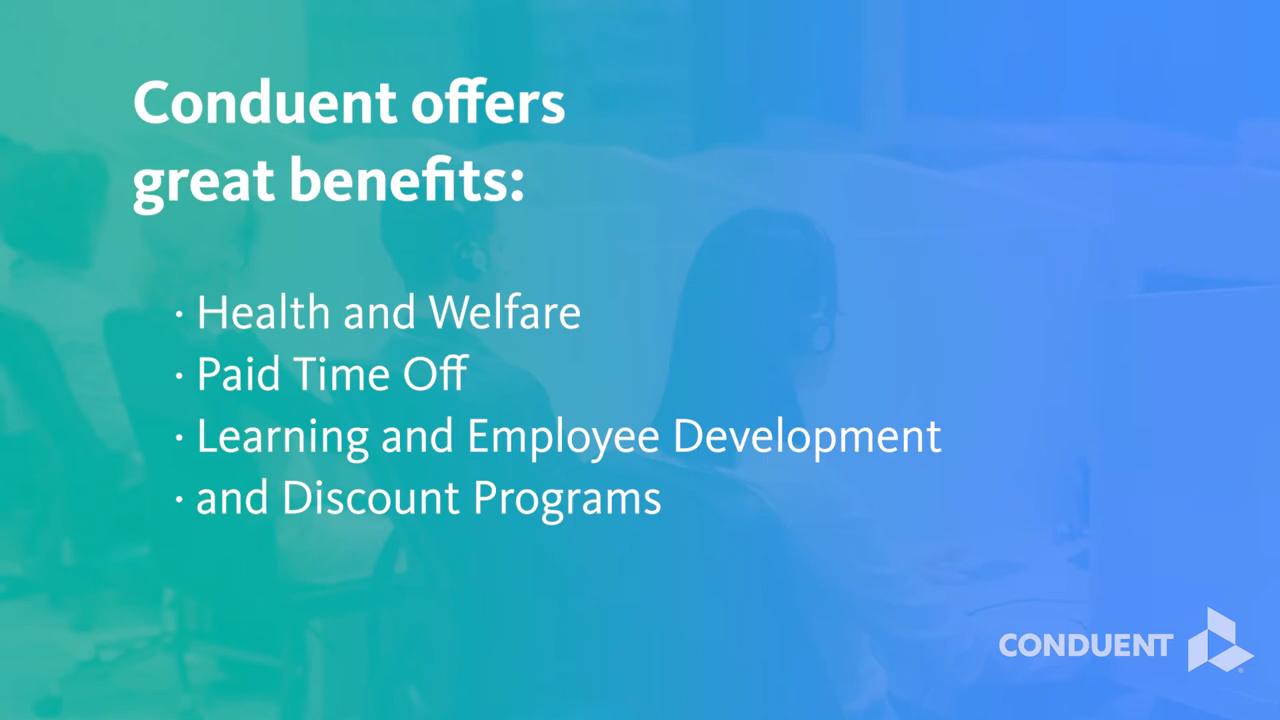 Conduent offers
great benefits:
· Health and Welfare
· Paid Time Off
· Learning and Employee Development
· and Discount Programs
CONDUENT